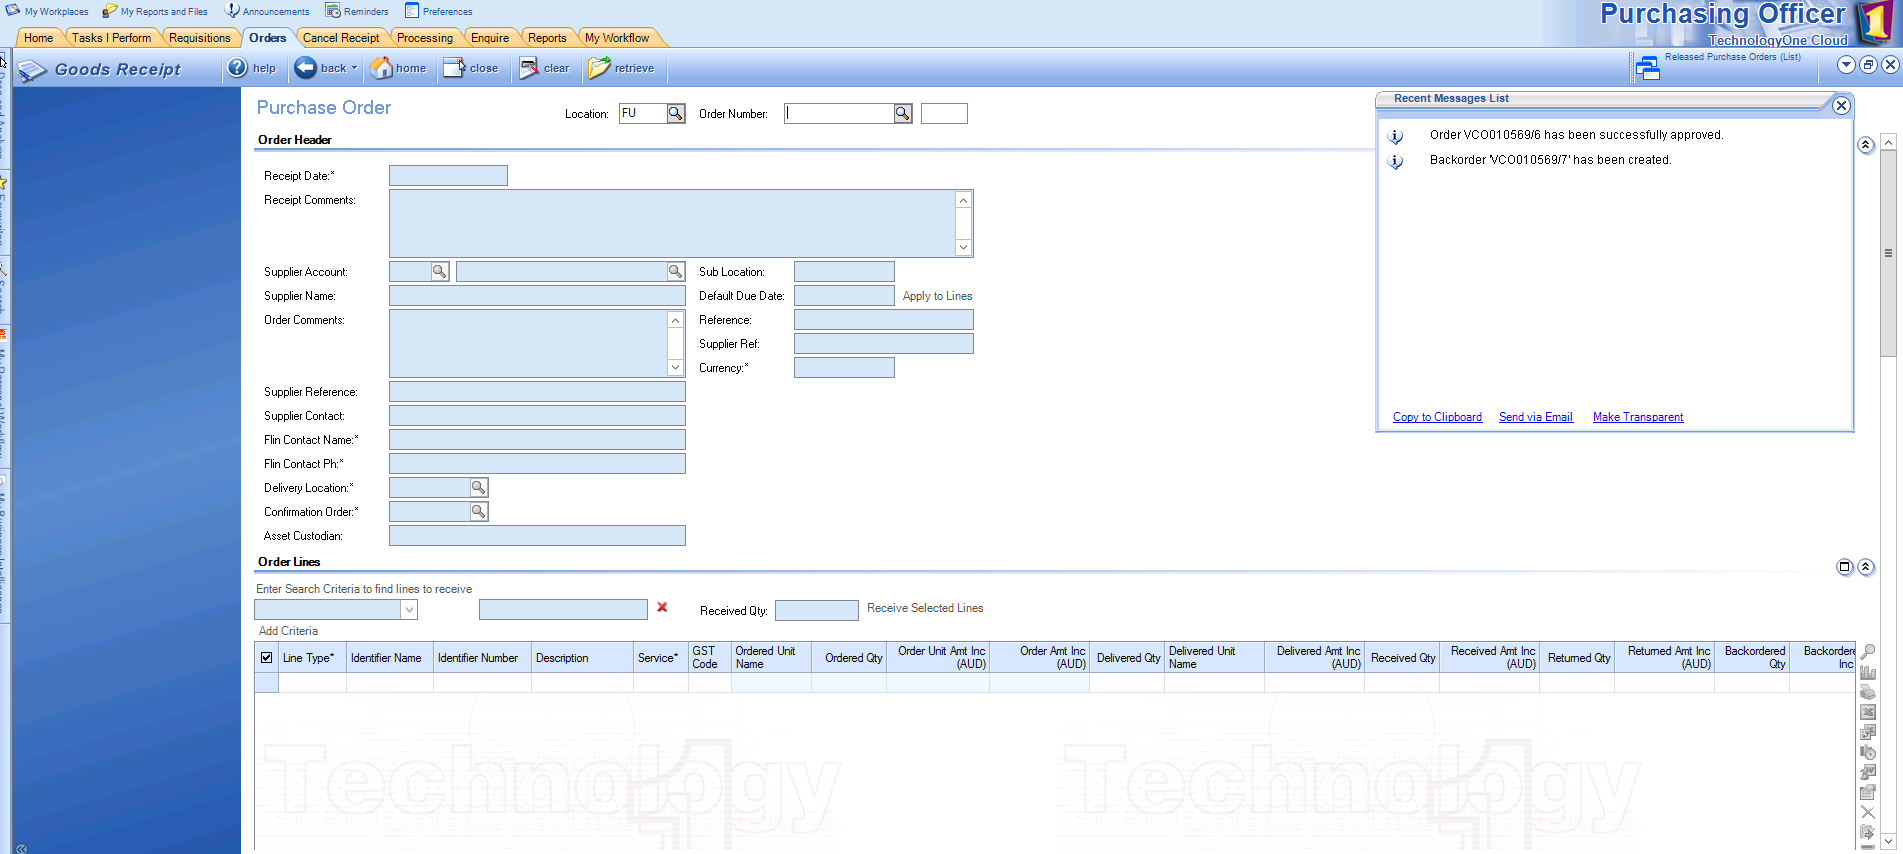 My Workplaces My Reports and Files Announcements Reminders Preferences
Purchasing Officer
TechnologyOne Cloud
Home Tasks I Perform Requisitions Orders Cancel Receipt Processing Enquire Reports My Workflow
Goods Receipt help back home close clear retrieve
Released Purchase Orders (List)
Purchase Order Location: FU Order Number:
Recent Messages List
Order VCO010569/6 has been successfully approved.
Backorder 'VCO010569/7' has been created.
Copy to Clipboard Send via Email Make Transparent
Order Header
Receipt Date:*
Receipt Comments:
Supplier Account: Sub Location:
Supplier Name: Default Due Date: Apply to Lines
Order Comments: Reference:
Supplier Ref:
Currency:*
Supplier Reference:
Supplier Contact:
Flin Contact Name:*
Flin Contact Ph:*
Delivery Location:*
Confirmation Order:*
Asset Custodian:
Order Lines
Enter Search Criteria to find lines to receive
Received Qty: Receive Selected Lines
Add Criteria
Line Type* Identifier Name Identifier Number Description Service* GST Code Ordered Unit Name Ordered Qty Order Unit Amt Inc (AUD) Order Amt Inc (AUD) Delivered Qty Delivered Unit Name Delivered Amt Inc (AUD) Received Qty Received Amt Inc (AUD) Returned Qty Returned Amt Inc (AUD) Backordered Qty Backordere Inc
Techno1ogy Techno1ogy